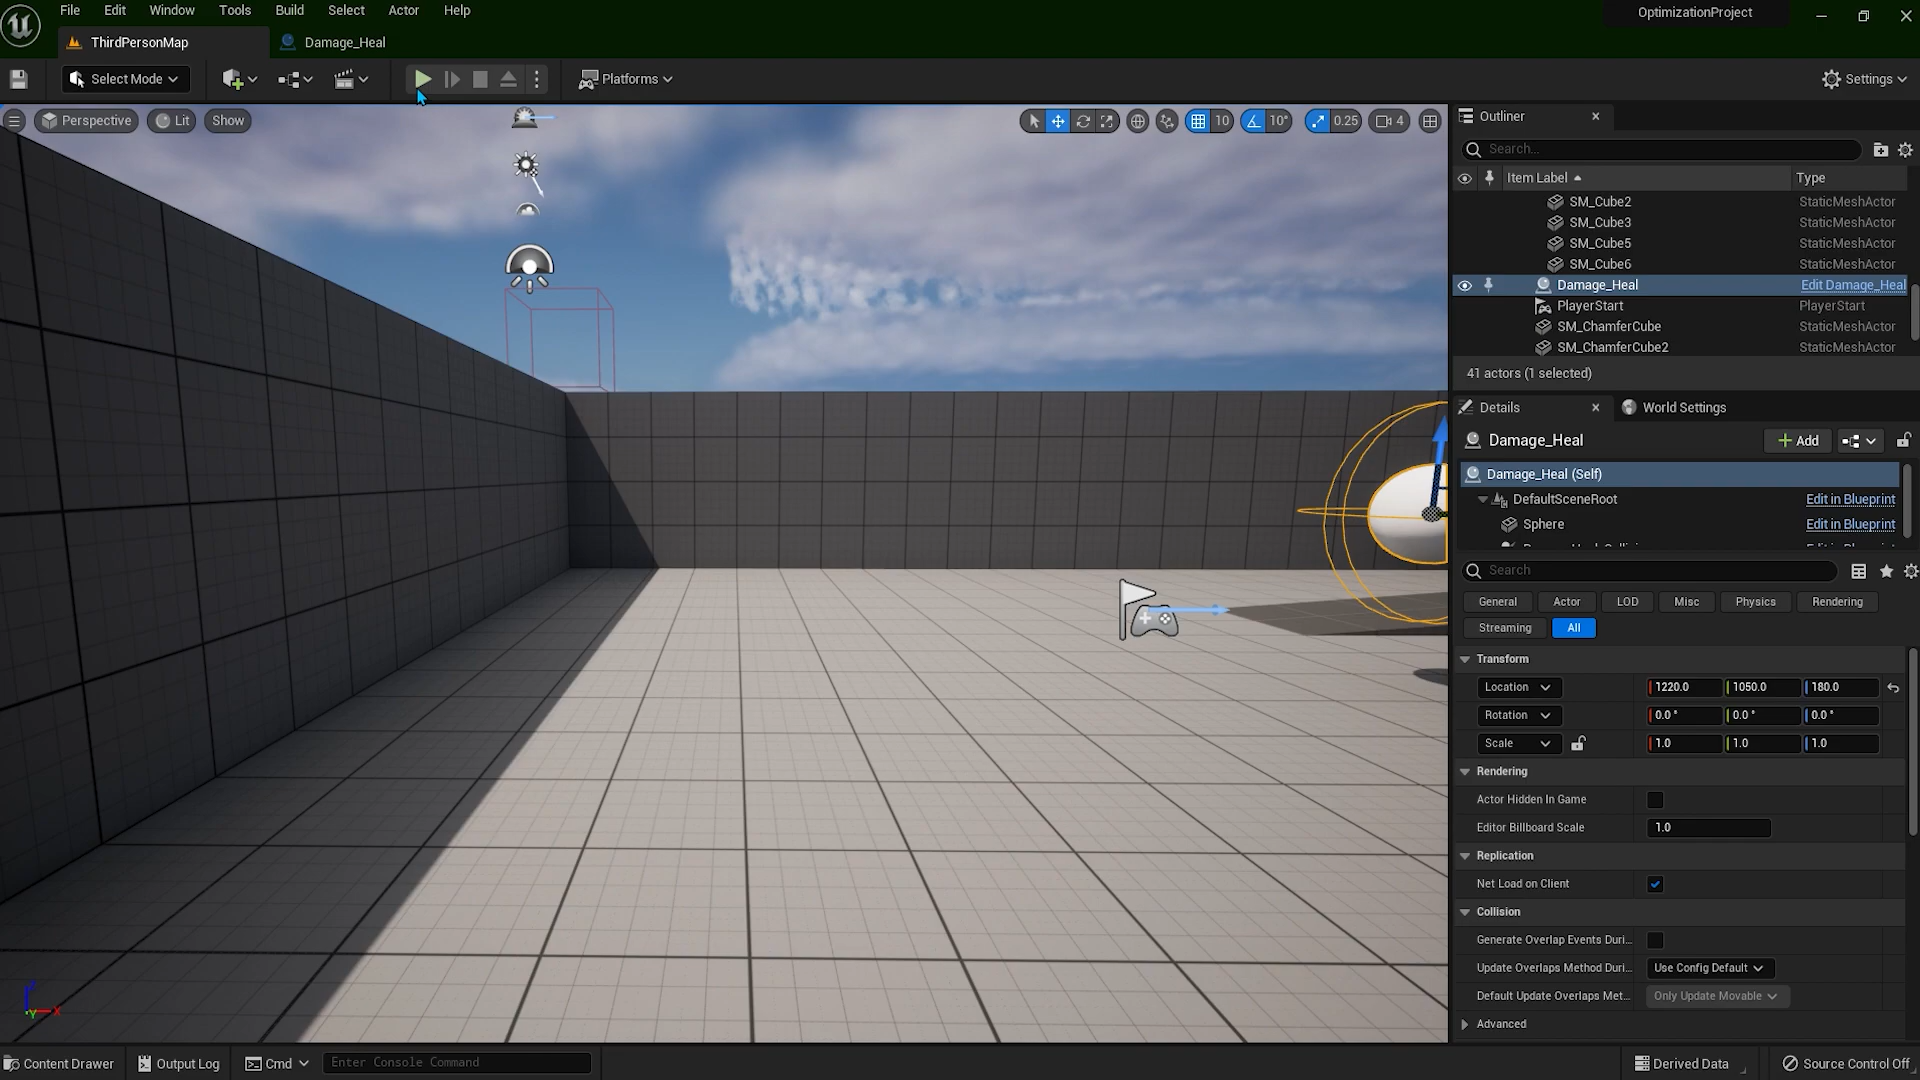 File Edit Window Tools Build Select Actor Help
OptimizationProject
ThirdPersonMap
Damage_Heal
Select Mode
Platforms
Settings
Perspective
Lit
Show
10
10°
0.25
4
Outliner
Search...
Item Label
Type
SM_Cube2 StaticMeshActor
SM_Cube3 StaticMeshActor
SM_Cube5 StaticMeshActor
SM_Cube6 StaticMeshActor
Damage_Heal Edit Damage_Heal
PlayerStart PlayerStart
SM_ChamferCube StaticMeshActor
SM_ChamferCube2 StaticMeshActor
41 actors (1 selected)
Details
World Settings
Damage_Heal
Add
Damage_Heal (Self)
DefaultSceneRoot Edit in Blueprint
Sphere Edit in Blueprint
Search
General Actor LOD Misc Physics Rendering
Streaming All
Transform
Location 1220.0 1050.0 180.0
Rotation 0.0° 0.0° 0.0°
Scale 1.0 1.0 1.0
Rendering
Actor Hidden In Game
Editor Billboard Scale 1.0
Replication
Net Load on Client
Collision
Generate Overlap Events Duri...
Update Overlaps Method Duri... Use Config Default
Default Update Overlaps Met... Only Update Movable
Advanced
Z
Y
X
Content Drawer
Output Log
Cmd
Enter Console Command
Derived Data
Source Control Off